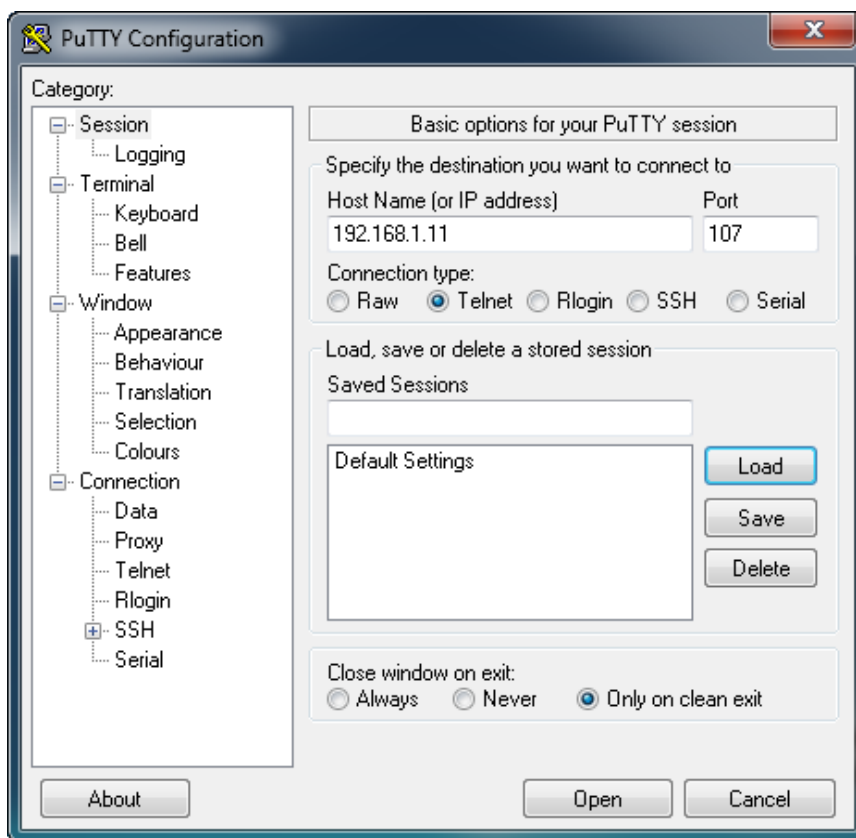 PuTTY Configuration
Category:
Session
Logging
Terminal
Keyboard
Bell
Features
Window
Appearance
Behaviour
Translation
Selection
Colours
Connection
Data
Proxy
Telnet
Rlogin
SSH
Serial
Basic options for your PuTTY session
Specify the destination you want to connect to
Host Name (or IP address) Port
192.168.1.11 107
Connection type:
Raw Telnet Rlogin SSH Serial
Load, save or delete a stored session
Saved Sessions
Default Settings
Load
Save
Delete
Close window on exit:
Always Never Only on clean exit
About Open Cancel